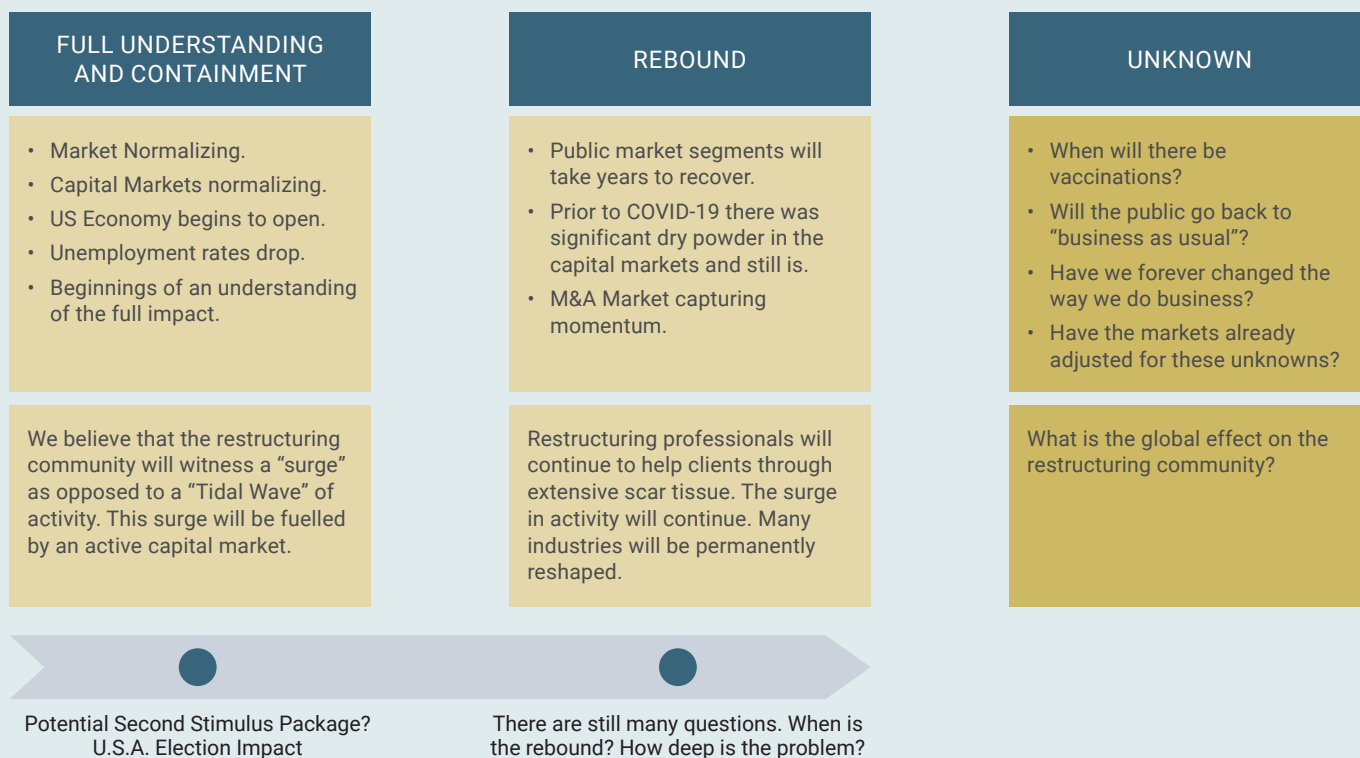 FULL UNDERSTANDING
AND CONTAINMENT
• Market Normalizing.
• Capital Markets normalizing.
• US Economy begins to open.
• Unemployment rates drop.
• Beginnings of an understanding
of the full impact.
We believe that the restructuring
community will witness a “surge”
as opposed to a “Tidal Wave” of
activity. This surge will be fuelled
by an active capital market.
Potential Second Stimulus Package?
U.S.A. Election Impact
REBOUND
• Public market segments will
take years to recover.
• Prior to COVID-19 there was
significant dry powder in the
capital markets and still is.
• M&A Market capturing
momentum.
Restructuring professionals will
continue to help clients through
extensive scar tissue. The surge
in activity will continue. Many
industries will be permanently
reshaped.
There are still many questions. When is
the rebound? How deep is the problem?
UNKNOWN
• When will there be
vaccinations?
• Will the public go back to
“business as usual”?
• Have we forever changed the
way we do business?
• Have the markets already
adjusted for these unknowns?
What is the global effect on the
restructuring community?